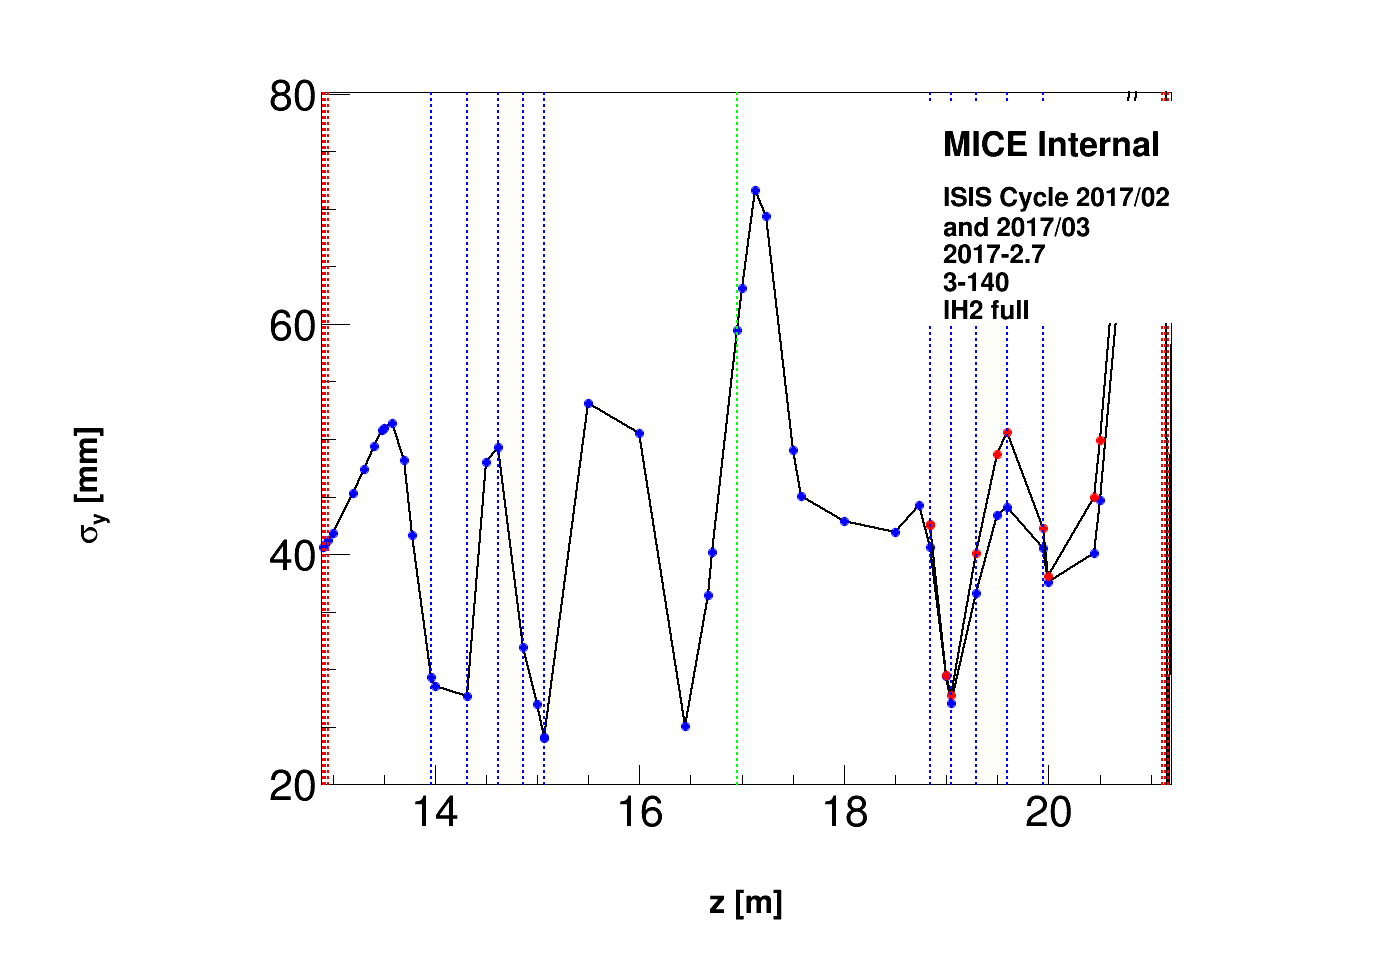 80
60
40
20
σy [mm]
MICE Internal
ISIS Cycle 2017/02
and 2017/03
2017-2.7
3-140
lH2 full
14 16 18 20
z [m]